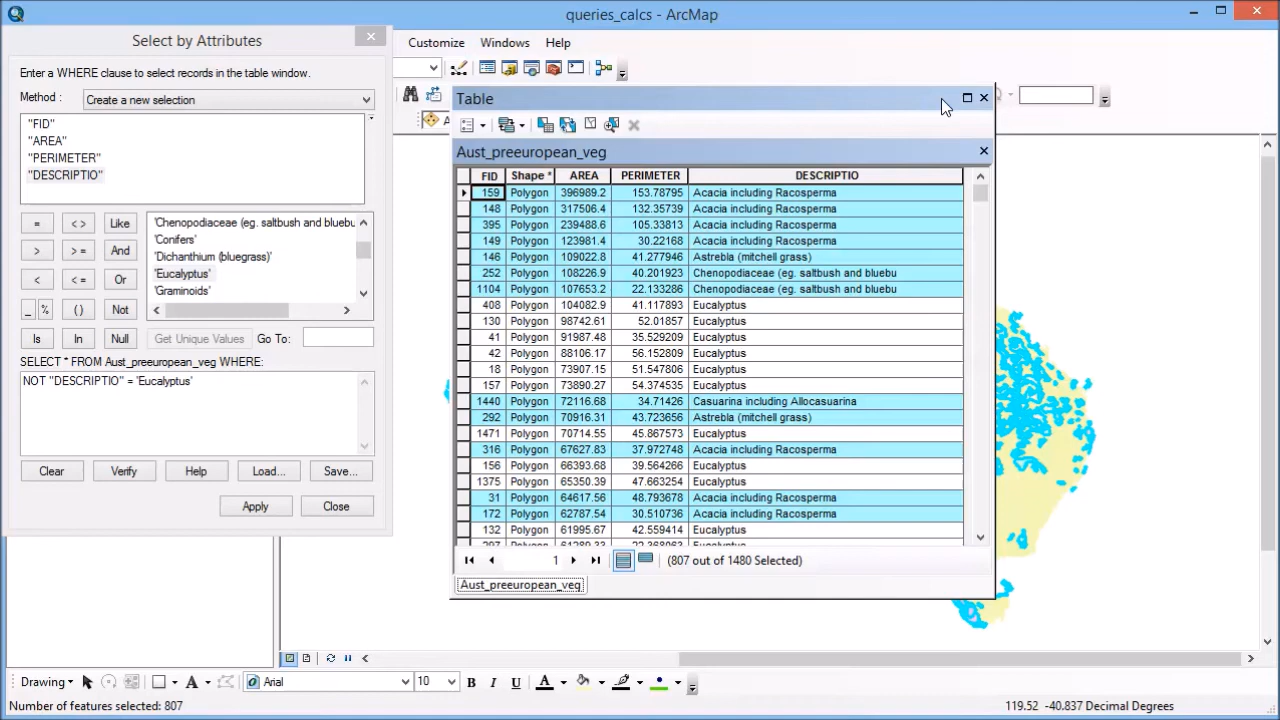 queries_calcs - ArcMap
Select by Attributes
Customize Windows Help
Enter a WHERE clause to select records in the table window.
Method : Create a new selection
"FID"
"AREA"
"PERIMETER"
"DESCRIPTIO"
= < > Like
> > = And
< < = Or
_ % ( ) Not
Is In Null
'Chenopodiaceae (eg. saltbush and bluebu
'Conifers'
'Dichanthium (bluegrass)'
'Eucalyptus'
'Graminoids'
Get Unique Values Go To:
SELECT * FROM Aust_preeuropean_veg WHERE:
NOT "DESCRIPTIO" = 'Eucalyptus'
Clear Verify Help Load... Save...
Apply Close
Table
Aust_preeuropean_veg
FID Shape * AREA PERIMETER DESCRIPTIO
159 Polygon 396989.2 153.78795 Acacia including Racosperma
148 Polygon 317506.4 132.35739 Acacia including Racosperma
395 Polygon 239488.6 105.33813 Acacia including Racosperma
149 Polygon 123981.4 30.22168 Acacia including Racosperma
146 Polygon 109022.8 41.277946 Astrebla (mitchell grass)
252 Polygon 108226.9 40.201923 Chenopodiaceae (eg. saltbush and bluebu
1104 Polygon 107653.2 22.133286 Chenopodiaceae (eg. saltbush and bluebu
408 Polygon 104082.9 41.117893 Eucalyptus
130 Polygon 98742.61 52.01857 Eucalyptus
41 Polygon 91987.48 35.529209 Eucalyptus
42 Polygon 88106.17 56.152809 Eucalyptus
18 Polygon 73907.15 51.547806 Eucalyptus
157 Polygon 73890.27 54.374535 Eucalyptus
1440 Polygon 72116.68 34.71426 Casuarina including Allocasuarina
292 Polygon 70916.31 43.723656 Astrebla (mitchell grass)
1471 Polygon 70714.55 45.867573 Eucalyptus
316 Polygon 67627.83 37.972748 Acacia including Racosperma
156 Polygon 66393.68 39.564266 Eucalyptus
1375 Polygon 65350.39 47.663254 Eucalyptus
31 Polygon 64617.56 48.793678 Acacia including Racosperma
172 Polygon 62787.54 30.510736 Acacia including Racosperma
132 Polygon 61995.67 42.559414 Eucalyptus
1 (807 out of 1480 Selected)
Aust_preeuropean_veg
Drawing Arial 10 B I U A
Number of features selected: 807
119.52 -40.837 Decimal Degrees